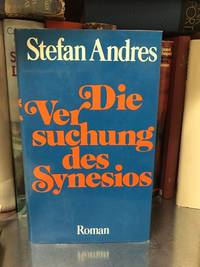 Stefan Andres
Die
Ver
suchung
des
Synesios
Roman